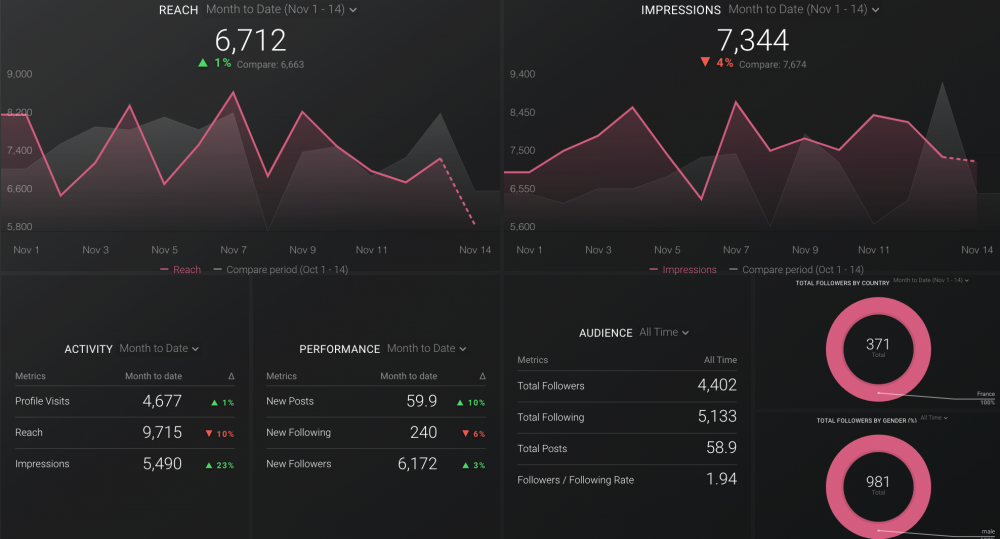 REACH Month to Date (Nov 1 - 14)
6,712
1% Compare: 6,663
9,000
8,200
7,400
6,600
5,800
Nov 1 Nov 3 Nov 5 Nov 7 Nov 9 Nov 11 Nov 14
Reach Compare period (Oct 1 - 14)
IMPRESSIONS Month to Date (Nov 1 - 14)
7,344
4% Compare: 7,674
9,400
8,450
7,500
6,550
5,600
Nov 1 Nov 3 Nov 5 Nov 7 Nov 9 Nov 11 Nov 14
Impressions Compare period (Oct 1 - 14)
ACTIVITY Month to Date
Metrics Month to date Δ
Profile Visits 4,677 1%
Reach 9,715 10%
Impressions 5,490 23%
PERFORMANCE Month to Date
Metrics Month to date Δ
New Posts 59.9 10%
New Following 240 6%
New Followers 6,172 3%
AUDIENCE All Time
Metrics All Time
Total Followers 4,402
Total Following 5,133
Total Posts 58.9
Followers / Following Rate 1.94
TOTAL FOLLOWERS BY COUNTRY Month to Date (Nov 1 - 14)
371
Total
France
100%
TOTAL FOLLOWERS BY GENDER (%) All Time
981
Total
male